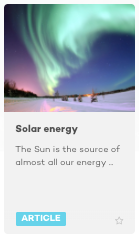 Solar energy
The Sun is the source of
almost all our energy ..
ARTICLE